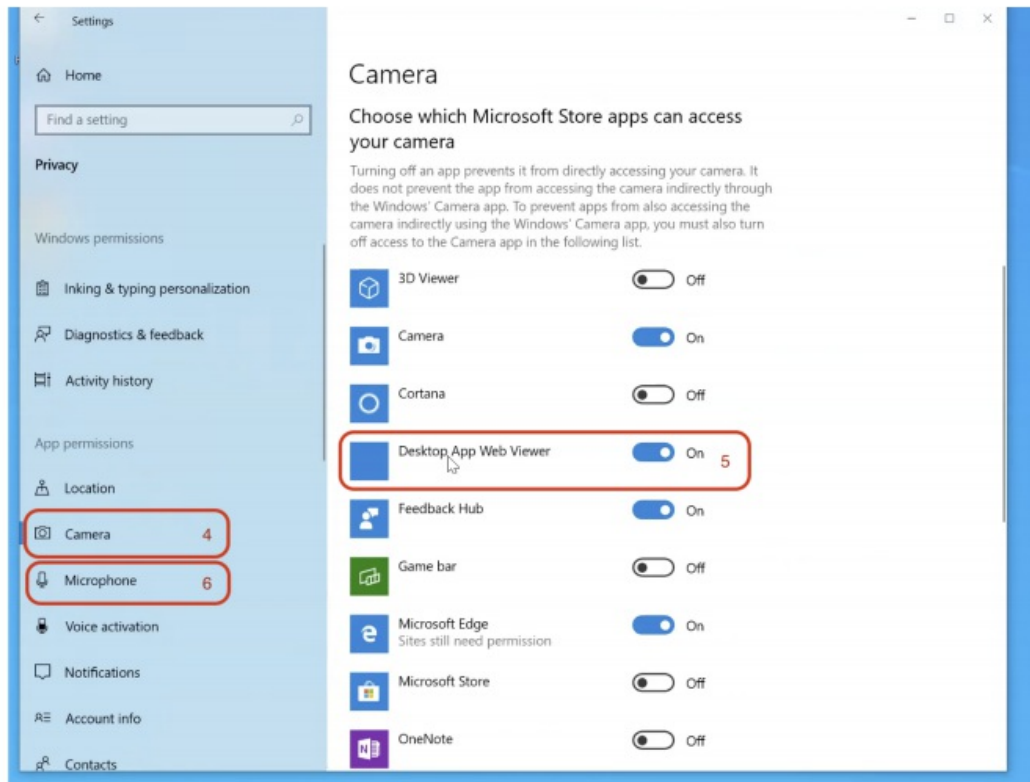 Settings
Home
Find a setting
Privacy
Windows permissions
Inking & typing personalization
Diagnostics & feedback
Activity history
App permissions
Location
Camera 4
Microphone 6
Voice activation
Notifications
Account info
Contacts
Camera
Choose which Microsoft Store apps can access
your camera
Turning off an app prevents it from directly accessing your camera. It
does not prevent the app from accessing the camera indirectly through
the Windows' Camera app. To prevent apps from also accessing the
camera indirectly using the Windows' Camera app, you must also turn
off access to the Camera app in the following list.
3D Viewer Off
Camera On
Cortana Off
Desktop App Web Viewer On 5
Feedback Hub On
Game bar Off
Microsoft Edge On
Sites still need permission
Microsoft Store Off
OneNote Off